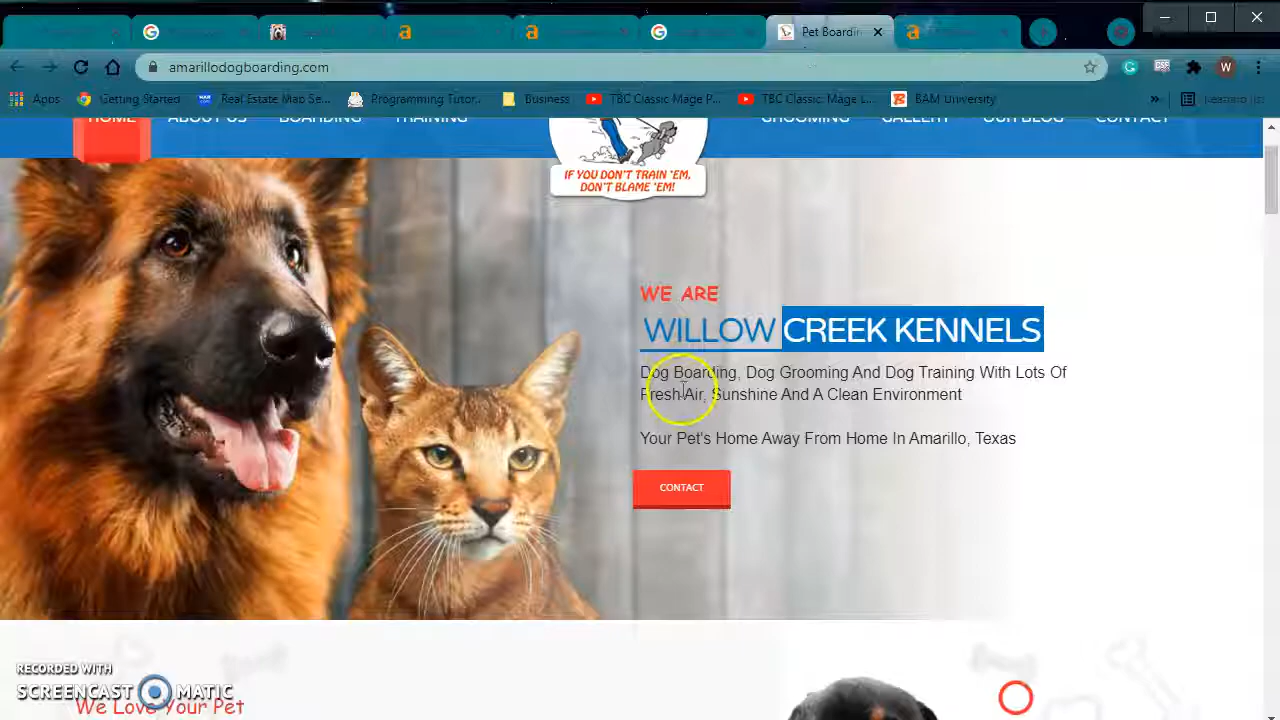 Pet Boardin
amarillodogboarding.com
W
Apps Getting Started Real Estate Map Se... Programming Tutor... Business TBC Classic Mage P... TBC Classic Mage L... BAM University » Reading list
HOME ABOUT US BOARDING TRAINING GROOMING GALLERY OUR BLOG CONTACT
IF YOU DON'T TRAIN 'EM,
DON'T BLAME 'EM!
WE ARE
WILLOW CREEK KENNELS
Dog Boarding, Dog Grooming And Dog Training With Lots Of
Fresh Air, Sunshine And A Clean Environment
Your Pet's Home Away From Home In Amarillo, Texas
CONTACT
RECORDED WITH
SCREENCAST MATIC
We Love Your Pet